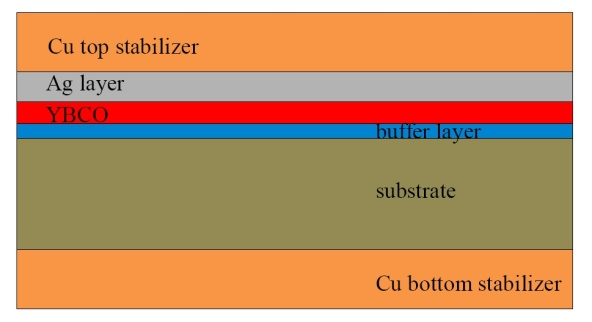 Cu top stabilizer
Ag layer
YBCO
buffer layer
substrate
Cu bottom stabilizer